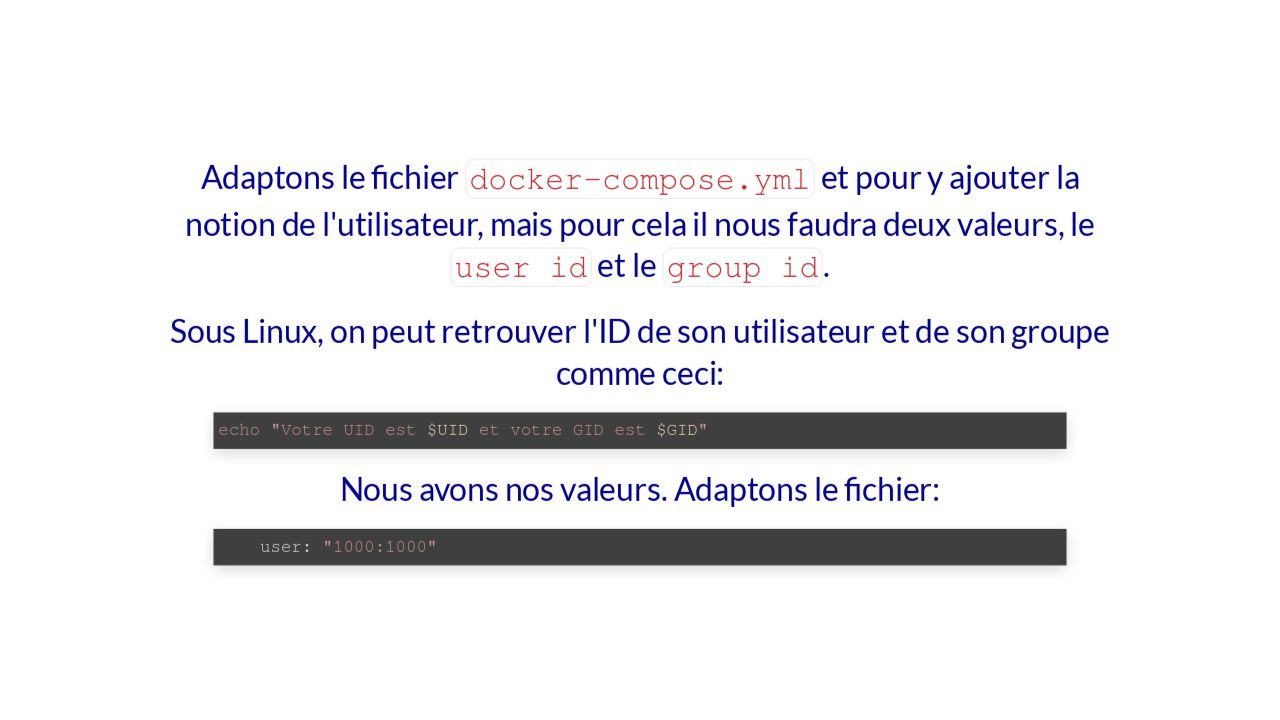 Adaptons le fichier docker-compose.yml et pour y ajouter la
notion de l'utilisateur, mais pour cela il nous faudra deux valeurs, le
user id et le group id.
Sous Linux, on peut retrouver l'ID de son utilisateur et de son groupe
comme ceci:
echo "Votre UID est $UID et votre GID est $GID"
Nous avons nos valeurs. Adaptons le fichier:
user: "1000:1000"